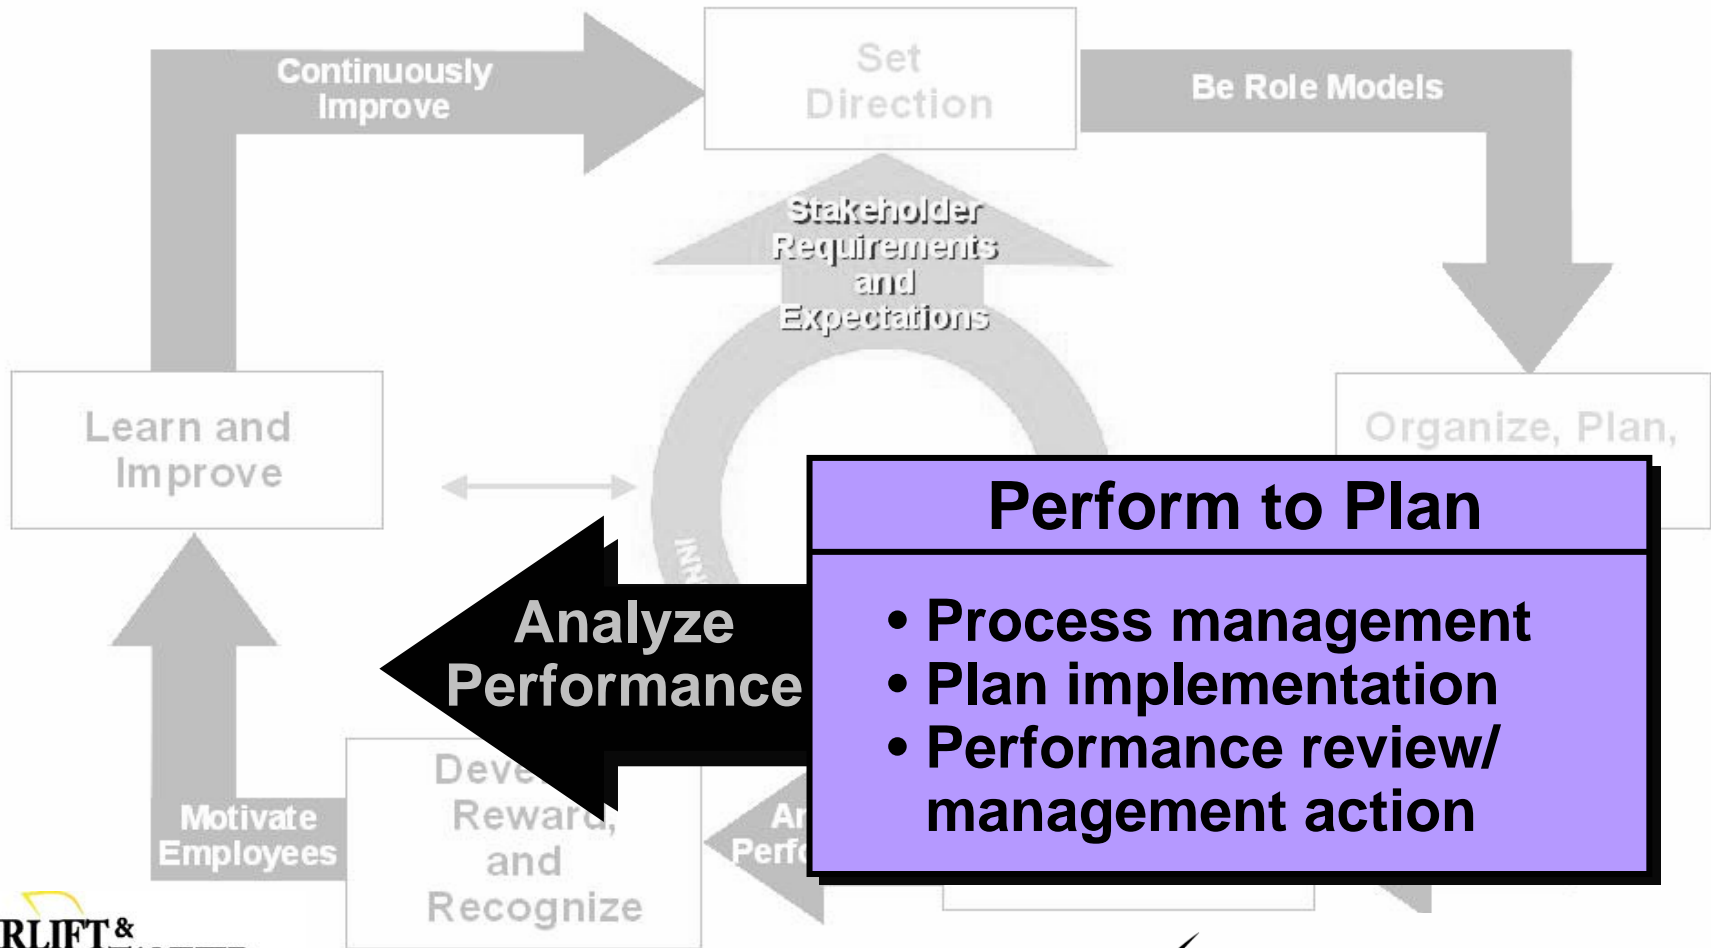 Set
Direction
Continuously
Improve
Be Role Models
Stakeholder
Requirements
and
Expectations
Learn and
Improve
Organize, Plan,
Perform to Plan
• Process management
• Plan implementation
• Performance review/
management action
Analyze
Performance
Motivate
Employees
Reward,
and
Recognize
&